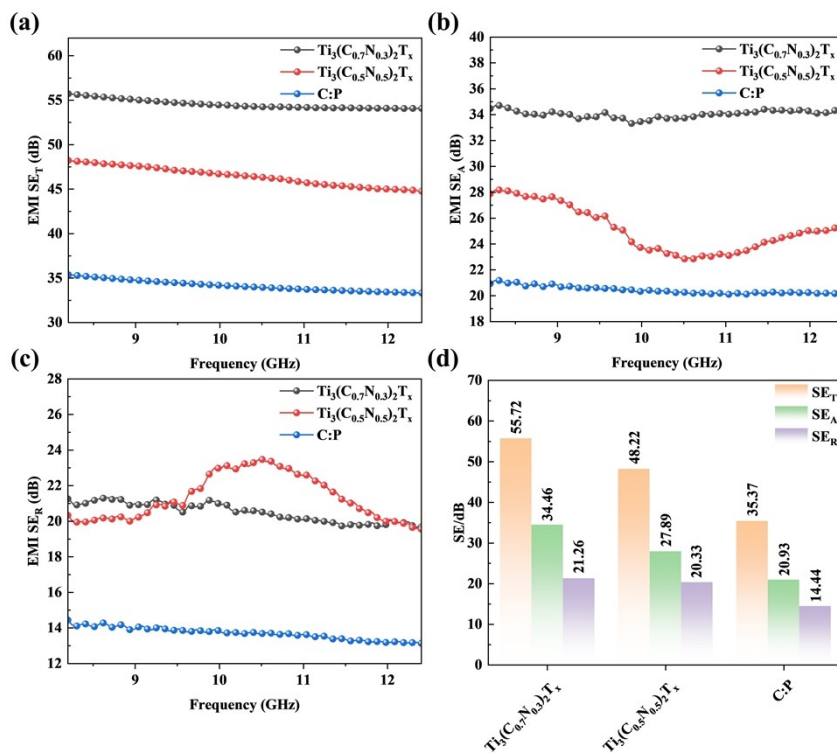 (a)
Ti₃(C₀.₇N₀.₃)₂Tₓ
Ti₃(C₀.₅N₀.₅)₂Tₓ
C:P
EMI SE_T (dB)
60
55
50
45
40
35
30
9 10 11 12
Frequency (GHz)
(b)
Ti₃(C₀.₇N₀.₃)₂Tₓ
Ti₃(C₀.₅N₀.₅)₂Tₓ
C:P
EMI SE_A (dB)
40
38
36
34
32
30
28
26
24
22
20
18
9 10 11 12
Frequency (GHz)
(c)
Ti₃(C₀.₇N₀.₃)₂Tₓ
Ti₃(C₀.₅N₀.₅)₂Tₓ
C:P
EMI SE_R (dB)
28
26
24
22
20
18
16
14
12
9 10 11 12
Frequency (GHz)
(d)
SE_T
SE_A
SE_R
SE/dB
70
60
50
40
30
20
10
0
55.72
34.46
21.26
48.22
27.89
20.33
35.37
20.93
14.44
Ti₃(C₀.₇N₀.₃)₂Tₓ
Ti₃(C₀.₅N₀.₅)₂Tₓ
C:P